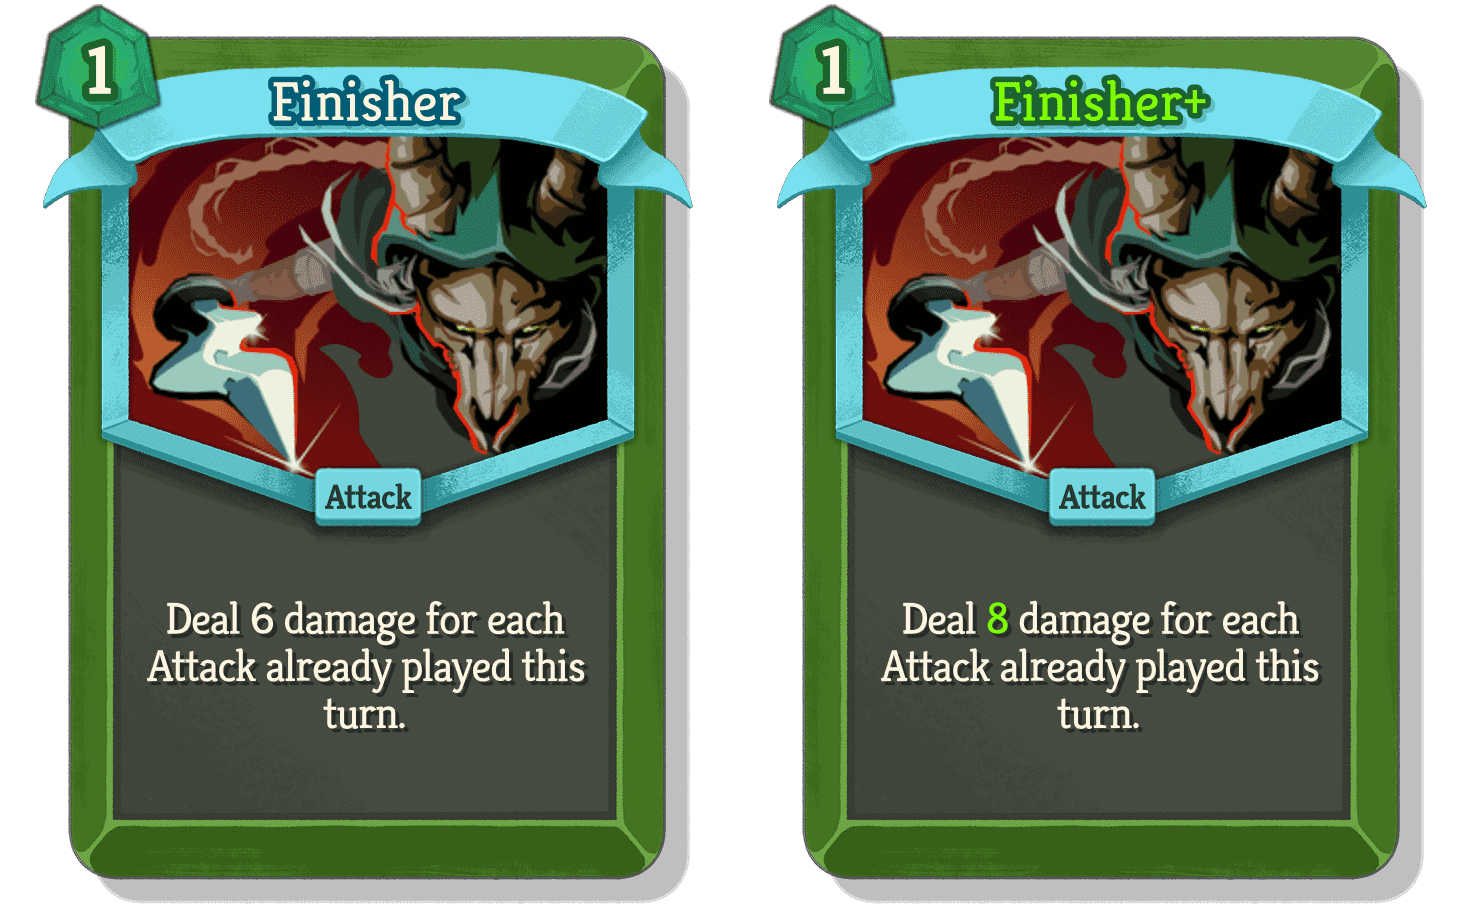 1
Finisher
Attack
Deal 6 damage for each
Attack already played this
turn.
1
Finisher+
Attack
Deal 8 damage for each
Attack already played this
turn.